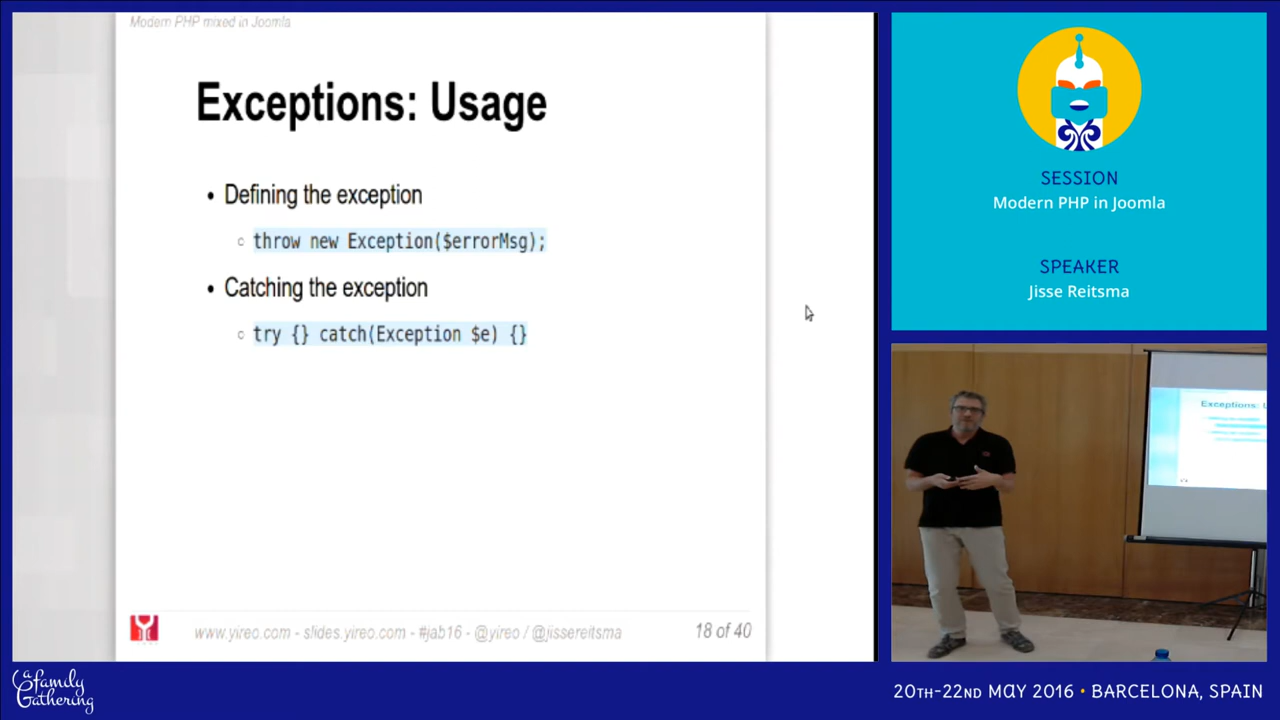 Modern PHP mixed in Joomla
Exceptions: Usage
• Defining the exception
○ throw new Exception($errorMsg);
• Catching the exception
○ try {} catch(Exception $e) {}
www.yireo.com - slides.yireo.com - #jab16 - @yireo / @jissereitsma
18 of 40
SESSION
Modern PHP in Joomla
SPEAKER
Jisse Reitsma
Exceptions: U
a family
Gathering
20TH-22ND MAY 2016 • BARCELONA, SPAIN